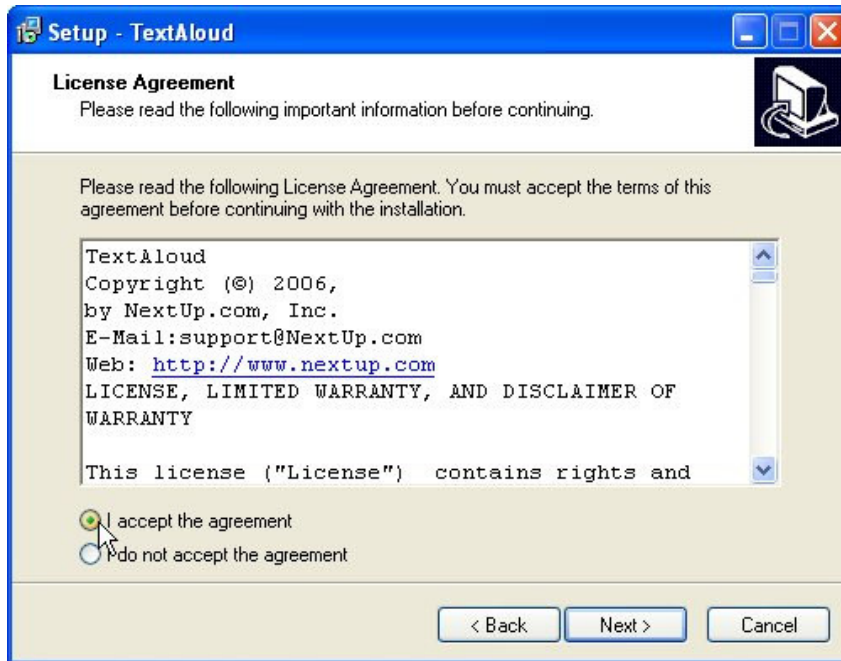 Setup - TextAloud
License Agreement
Please read the following important information before continuing.
Please read the following License Agreement. You must accept the terms of this
agreement before continuing with the installation.
TextAloud
Copyright (©) 2006,
by NextUp.com, Inc.
E-Mail:support@NextUp.com
Web: http://www.nextup.com
LICENSE, LIMITED WARRANTY, AND DISCLAIMER OF
WARRANTY
This license ("License")  contains rights and
I accept the agreement
I do not accept the agreement
< Back
Next >
Cancel